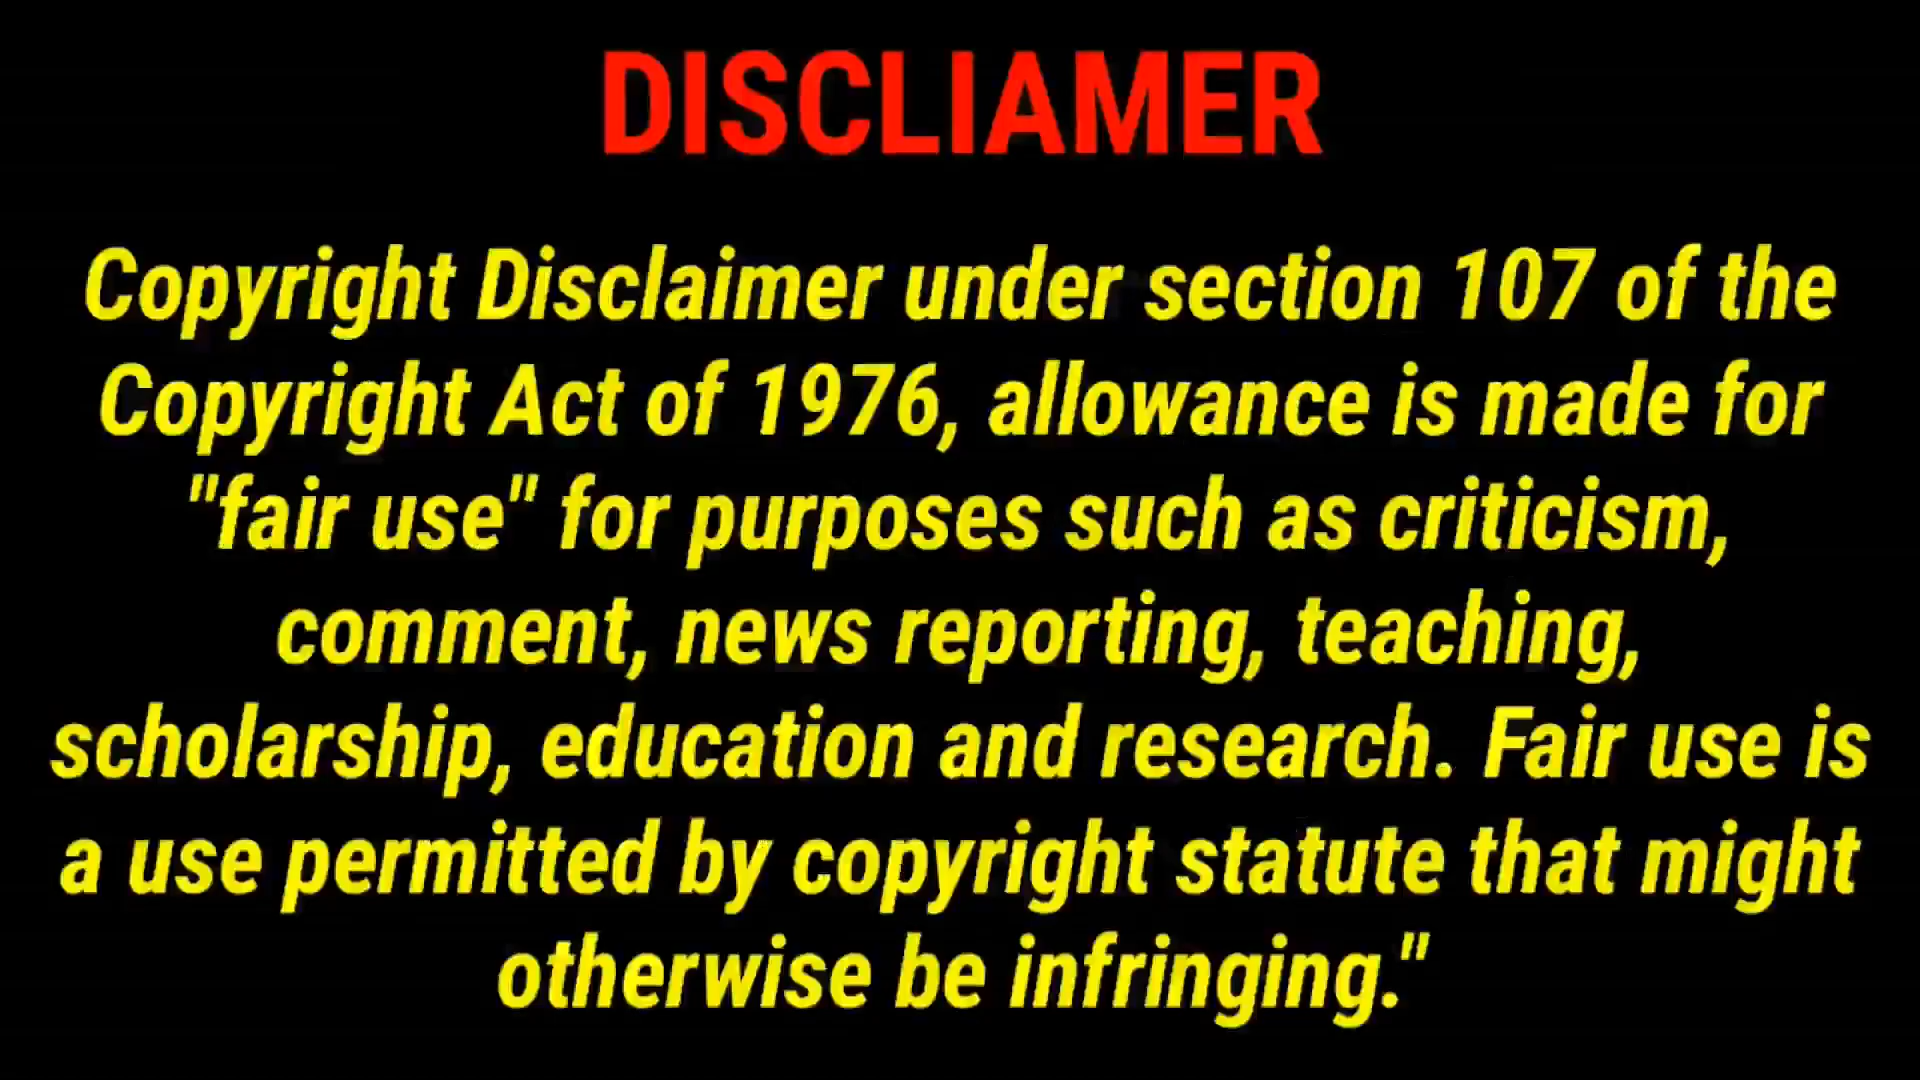 DISCLIAMER
Copyright Disclaimer under section 107 of the
Copyright Act of 1976, allowance is made for
"fair use" for purposes such as criticism,
comment, news reporting, teaching,
scholarship, education and research. Fair use is
a use permitted by copyright statute that might
otherwise be infringing."